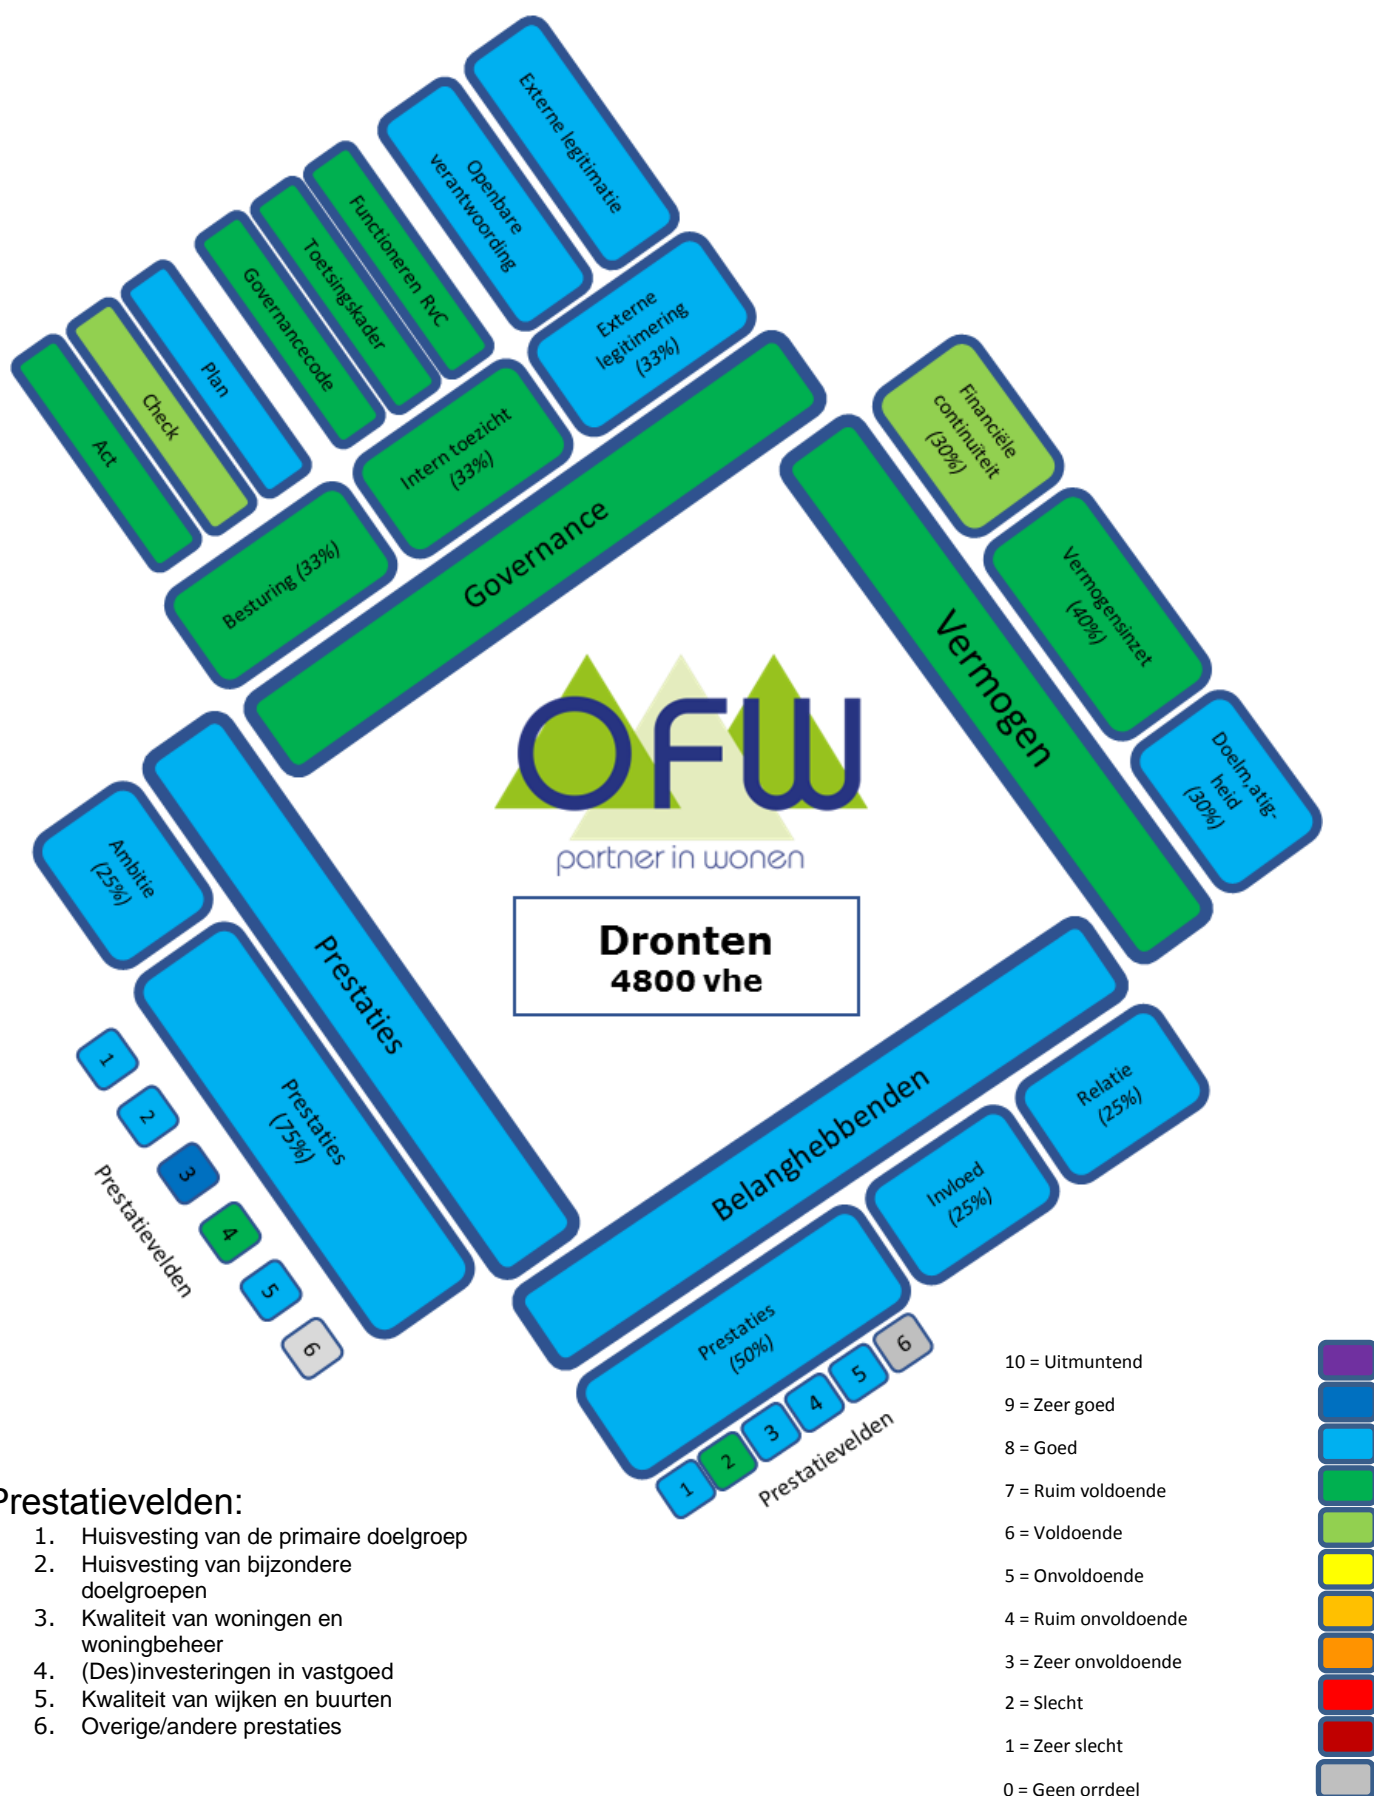 Externe legitimatie
Openbare
verantwoording
Functioneren RvC
Toetsingskader
Governancecode
Plan
Check
Act
Externe
legitimering
(33%)
Intern toezicht
(33%)
Besturing (33%)
Governance
Financiële
continuïteit
(30%)
Vermogensinzet
(40%)
Doelm,atig-
heid
(30%)
Vermogen
OFW
partner in wonen
Dronten
4800 vhe
Ambitie
(25%)
Prestaties
Prestaties
(75%)
1
2
3
4
5
6
Prestatievelden
Belanghebbenden
Relatie
(25%)
Invloed
(25%)
Prestaties
(50%)
1
2
3
4
5
6
Prestatievelden
Prestatievelden:
1. Huisvesting van de primaire doelgroep
2. Huisvesting van bijzondere
doelgroepen
3. Kwaliteit van woningen en
woningbeheer
4. (Des)investeringen in vastgoed
5. Kwaliteit van wijken en buurten
6. Overige/andere prestaties
10 = Uitmuntend
9 = Zeer goed
8 = Goed
7 = Ruim voldoende
6 = Voldoende
5 = Onvoldoende
4 = Ruim onvoldoende
3 = Zeer onvoldoende
2 = Slecht
1 = Zeer slecht
0 = Geen orrdeel